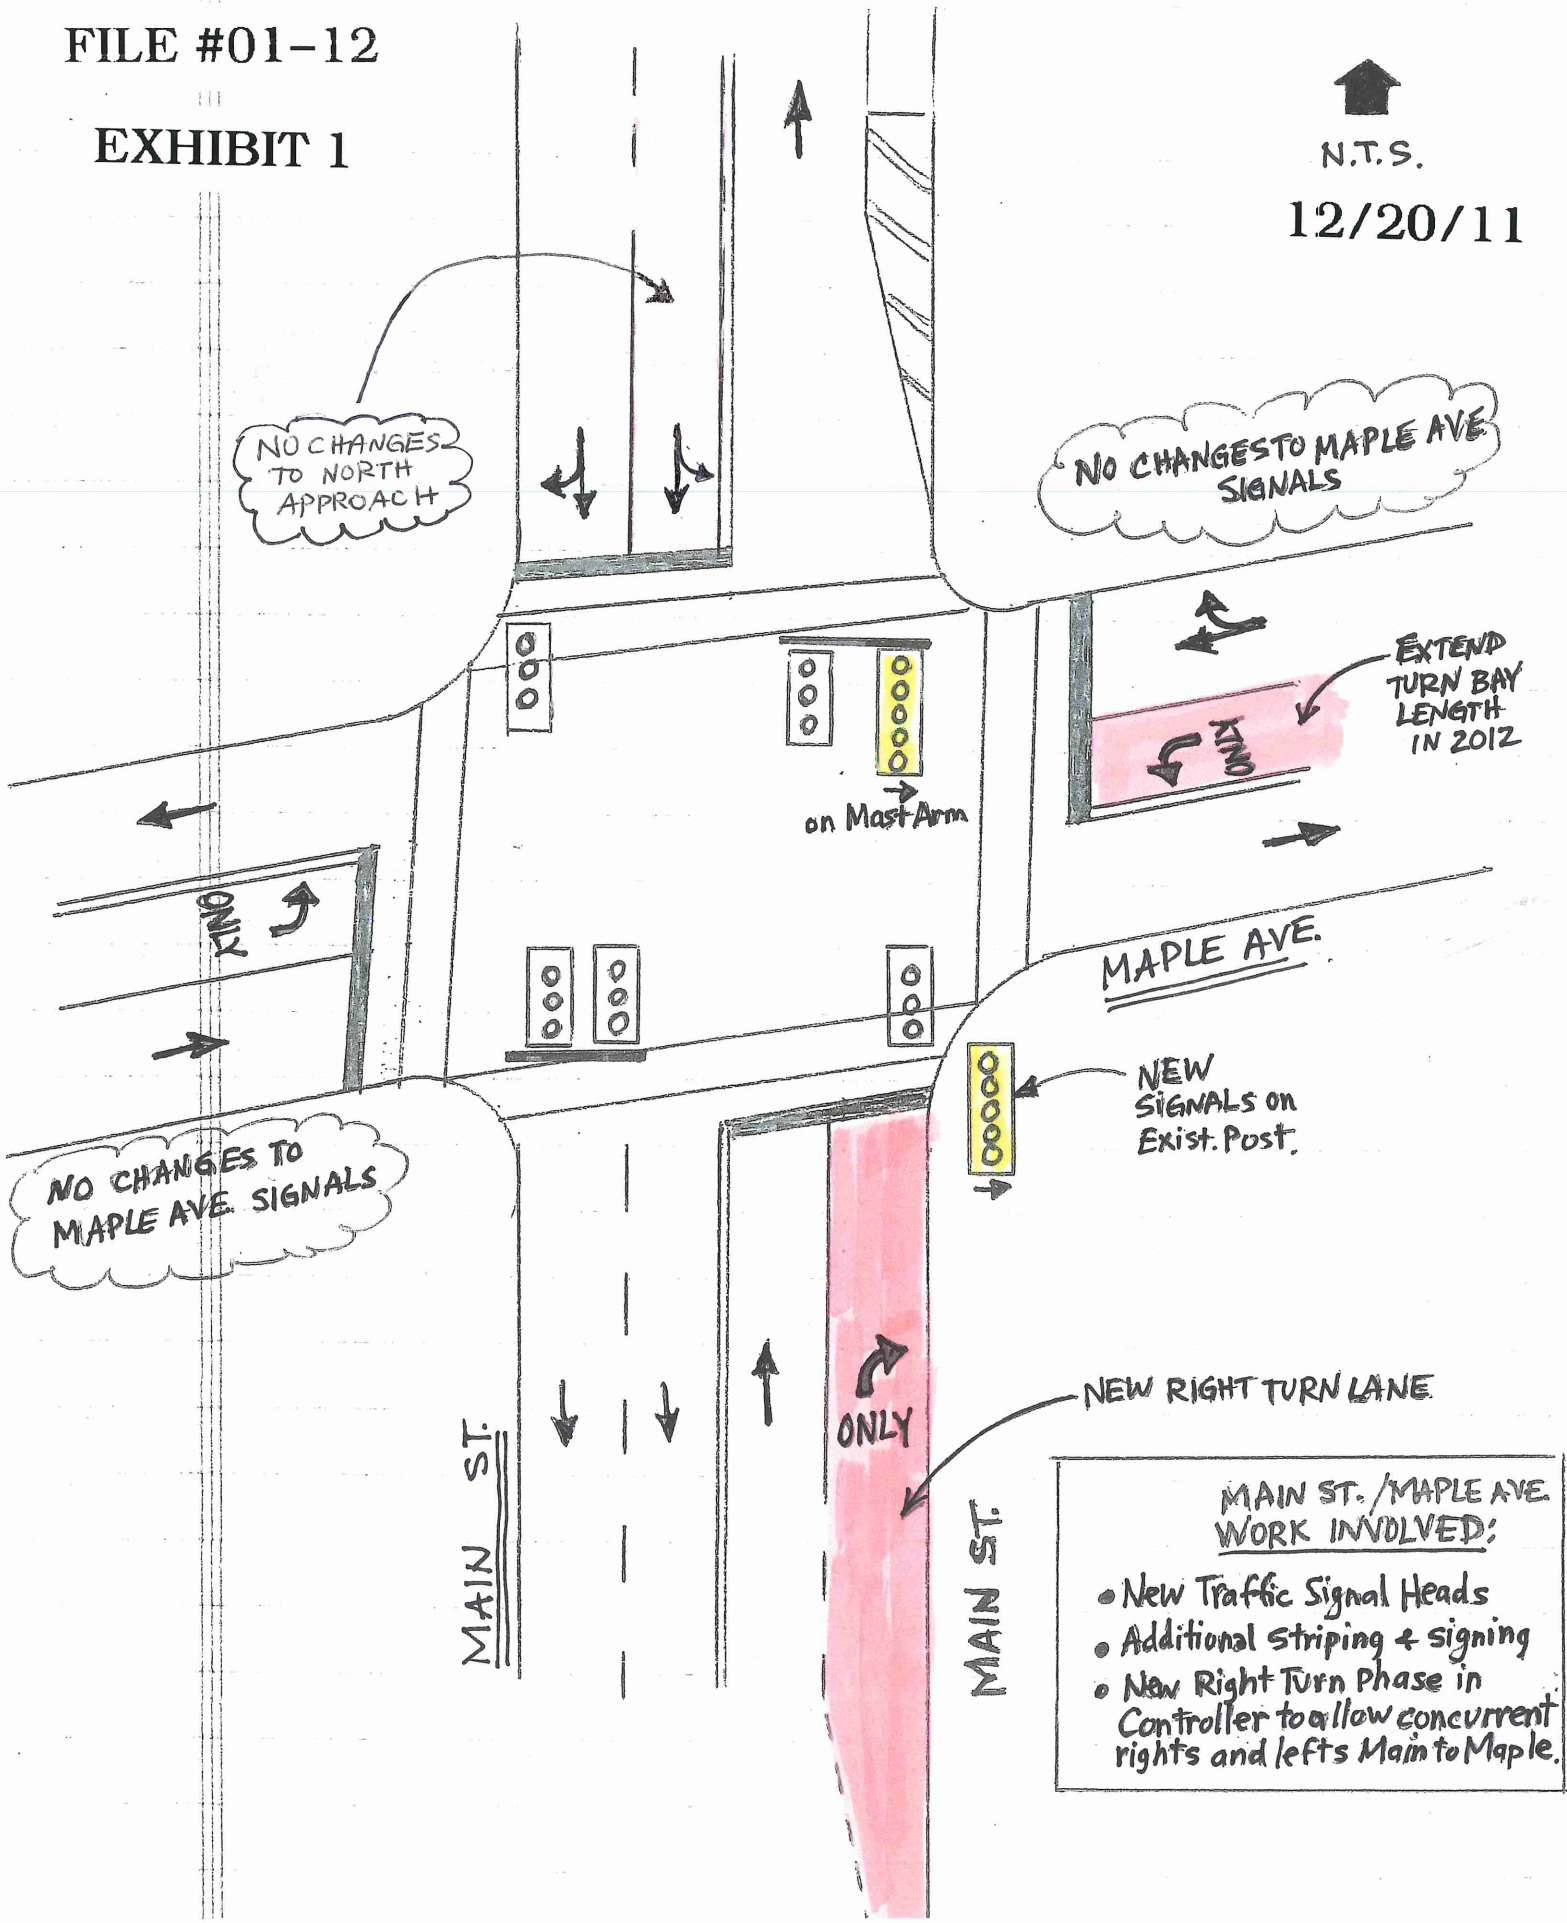 FILE #01-12
EXHIBIT 1
N.T.S.
12/20/11
NO CHANGES
TO NORTH
APPROACH
NO CHANGES TO MAPLE AVE
SIGNALS
EXTEND
TURN BAY
LENGTH
IN 2012
ONLY
on Mast Arm
ONLY
MAPLE AVE.
NEW
SIGNALS on
Exist. Post.
NO CHANGES TO
MAPLE AVE. SIGNALS
NEW RIGHT TURN LANE
ONLY
MAIN ST.
MAIN ST.
MAIN ST. / MAPLE AVE.
WORK INVOLVED:
• New Traffic Signal Heads
• Additional Striping & signing
• New Right Turn Phase in
Controller to allow concurrent
rights and lefts Main to Maple.